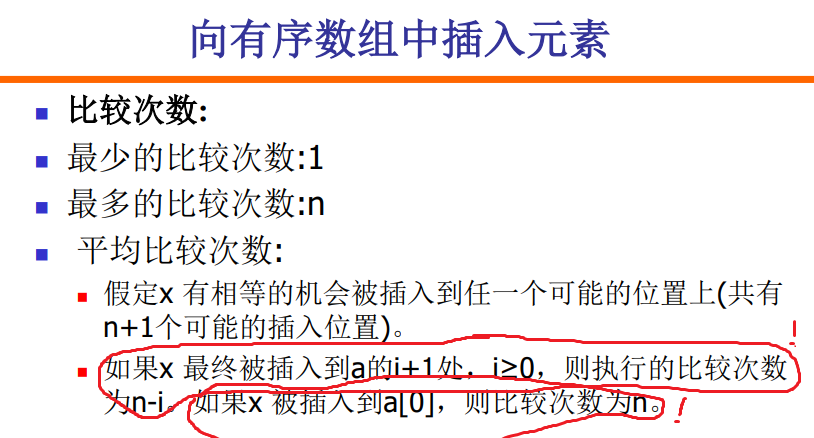 向有序数组中插入元素
比较次数:
最少的比较次数:1
最多的比较次数:n
平均比较次数:
假定x 有相等的机会被插入到任一个可能的位置上(共有
n+1个可能的插入位置)。
如果x 最终被插入到a的i+1处，i≥0，则执行的比较次数
为n-i。如果x 被插入到a[0]，则比较次数为n。